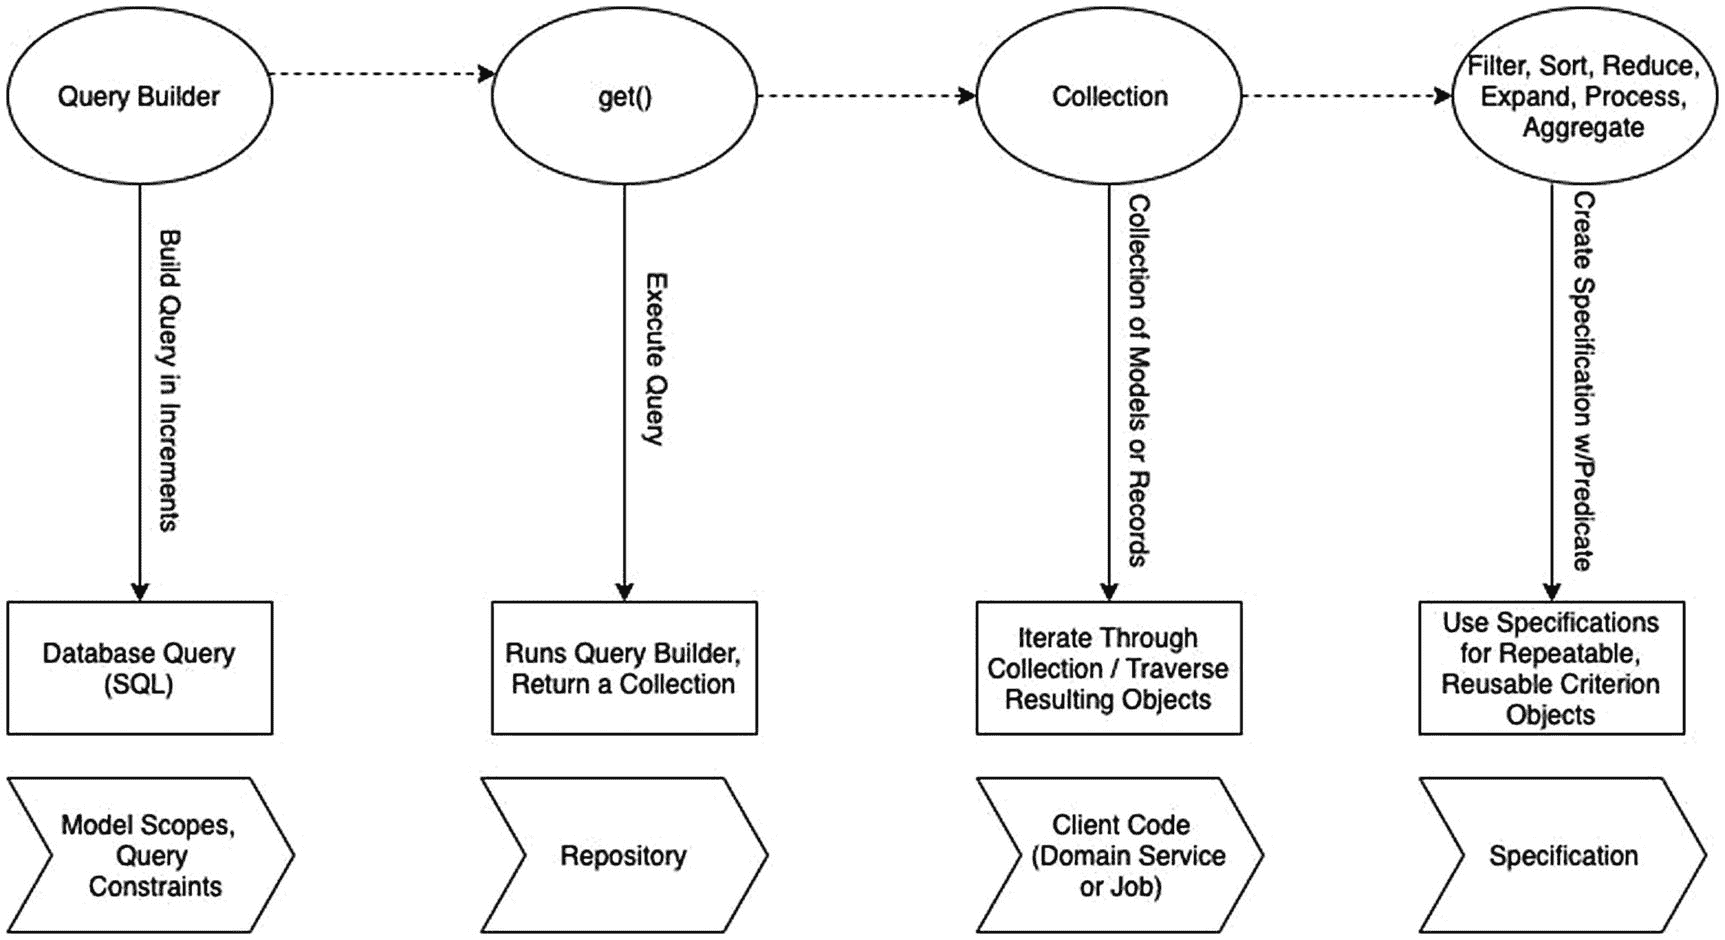 Query Builder
get()
Collection
Filter, Sort, Reduce,
Expand, Process,
Aggregate
Build Query in Increments
Execute Query
Collection of Models or Records
Create Specification w/Predicate
Database Query
(SQL)
Runs Query Builder,
Return a Collection
Iterate Through
Collection / Traverse
Resulting Objects
Use Specifications
for Repeatable,
Reusable Criterion
Objects
Model Scopes,
Query
Constraints
Repository
Client Code
(Domain Service
or Job)
Specification